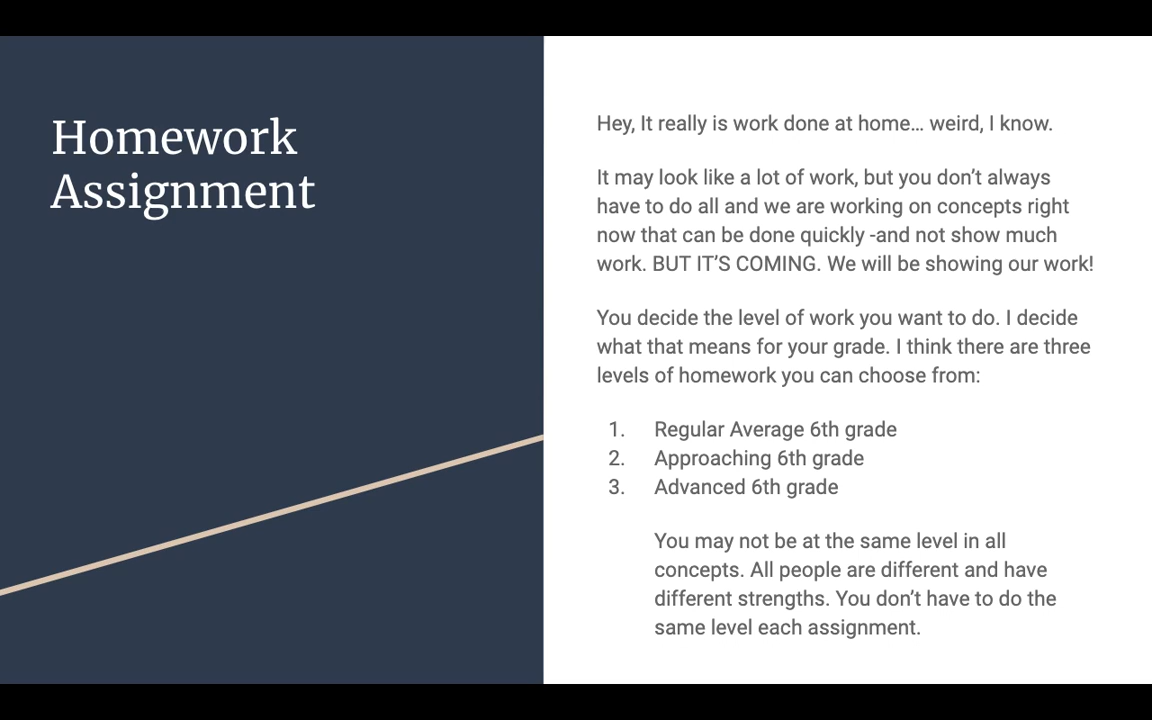 Homework
Assignment
Hey, It really is work done at home… weird, I know.
It may look like a lot of work, but you don’t always
have to do all and we are working on concepts right
now that can be done quickly -and not show much
work. BUT IT’S COMING. We will be showing our work!
You decide the level of work you want to do. I decide
what that means for your grade. I think there are three
levels of homework you can choose from:
1. Regular Average 6th grade
2. Approaching 6th grade
3. Advanced 6th grade
You may not be at the same level in all
concepts. All people are different and have
different strengths. You don’t have to do the
same level each assignment.